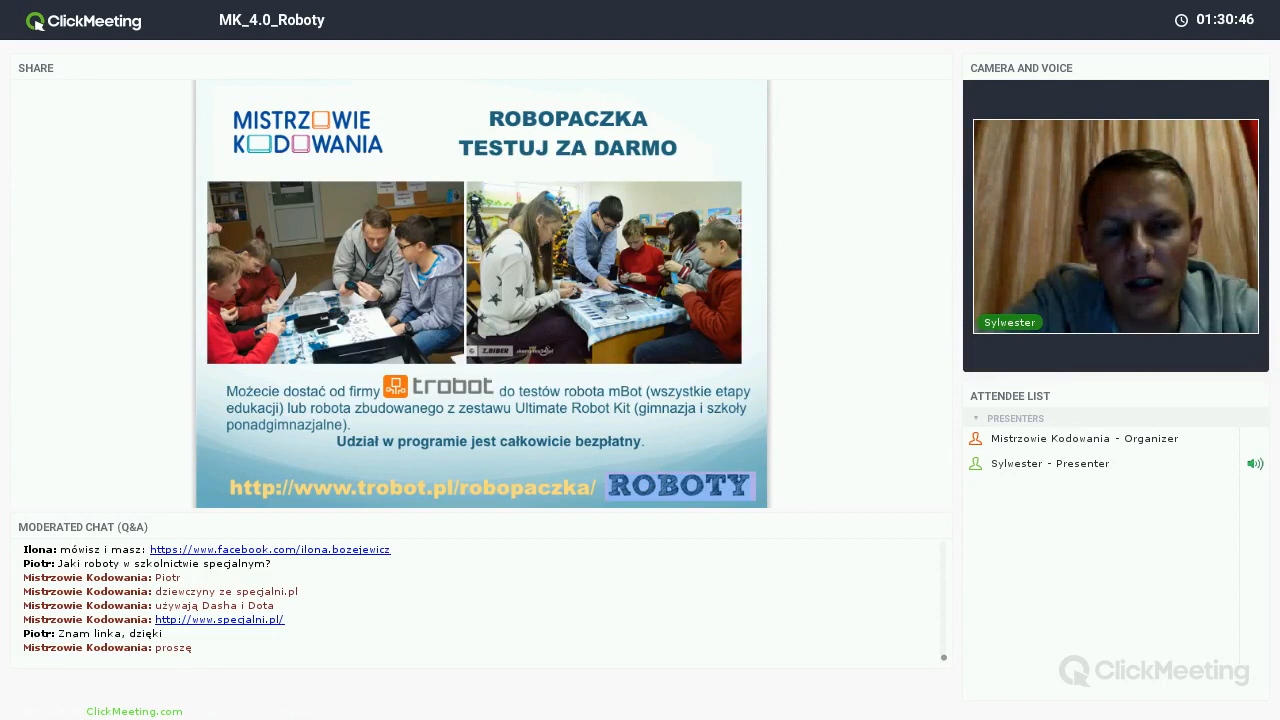 ClickMeeting
MK_4.0_Roboty
01:30:46
SHARE
MISTRZOWIE
KODOWANIA
ROBOPACZKA
TESTUJ ZA DARMO
© Z.BIBER
Możecie dostać od firmy trobot do testów robota mBot (wszystkie etapy
edukacji) lub robota zbudowanego z zestawu Ultimate Robot Kit (gimnazja i szkoły
ponadgimnazjalne).
Udział w programie jest całkowicie bezpłatny.
http://www.trobot.pl/robopaczka/
ROBOTY
CAMERA AND VOICE
Sylwester
ATTENDEE LIST
PRESENTERS
Mistrzowie Kodowania - Organizer
Sylwester - Presenter
MODERATED CHAT (Q&A)
Ilona: mówisz i masz: https://www.facebook.com/ilona.bozejewicz
Piotr: Jaki roboty w szkolnictwie specjalnym?
Mistrzowie Kodowania: Piotr
Mistrzowie Kodowania: dziewczyny ze specjalni.pl
Mistrzowie Kodowania: używają Dasha i Dota
Mistrzowie Kodowania: http://www.specjalni.pl/
Piotr: Znam linka, dzięki
Mistrzowie Kodowania: proszę
ClickMeeting
ClickMeeting.com